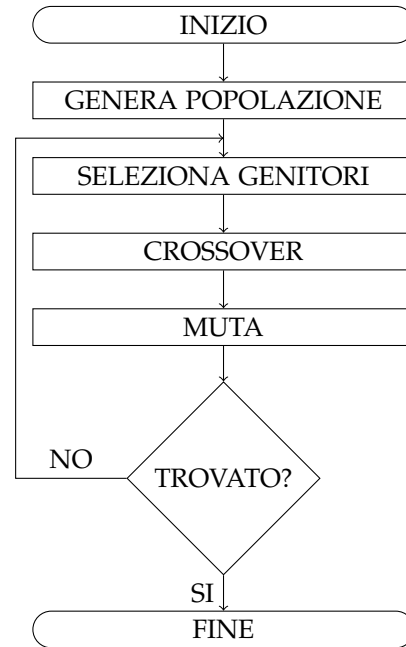 INIZIO
GENERA POPOLAZIONE
SELEZIONA GENITORI
CROSSOVER
MUTA
NO
TROVATO?
SI
FINE